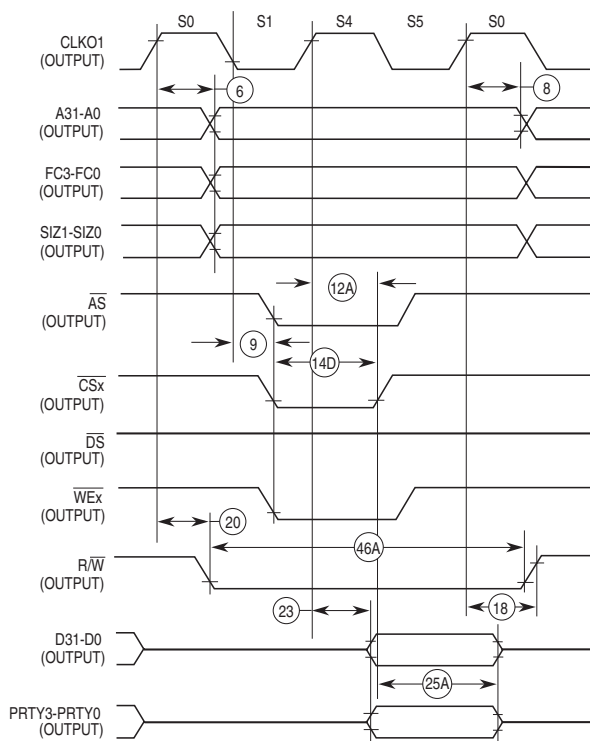 S0 S1 S4 S5 S0
CLKO1
(OUTPUT)
6
8
A31-A0
(OUTPUT)
FC3-FC0
(OUTPUT)
SIZ1-SIZ0
(OUTPUT)
12A
AS
(OUTPUT)
9
14D
CSx
(OUTPUT)
DS
(OUTPUT)
WEx
(OUTPUT)
20
46A
R/W
(OUTPUT)
23
18
D31-D0
(OUTPUT)
25A
PRTY3-PRTY0
(OUTPUT)